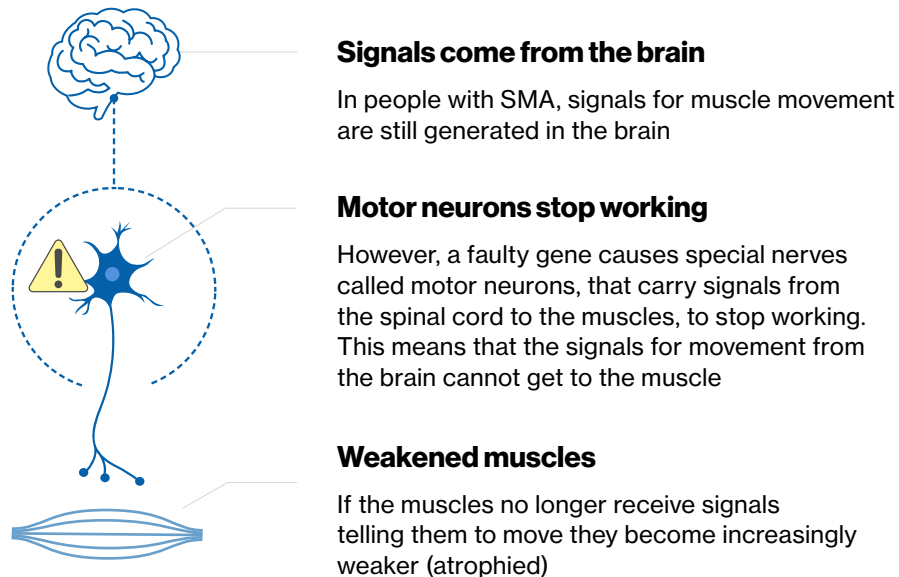 Signals come from the brain
In people with SMA, signals for muscle movement
are still generated in the brain
Motor neurons stop working
However, a faulty gene causes special nerves
called motor neurons, that carry signals from
the spinal cord to the muscles, to stop working.
This means that the signals for movement from
the brain cannot get to the muscle
Weakened muscles
If the muscles no longer receive signals
telling them to move they become increasingly
weaker (atrophied)